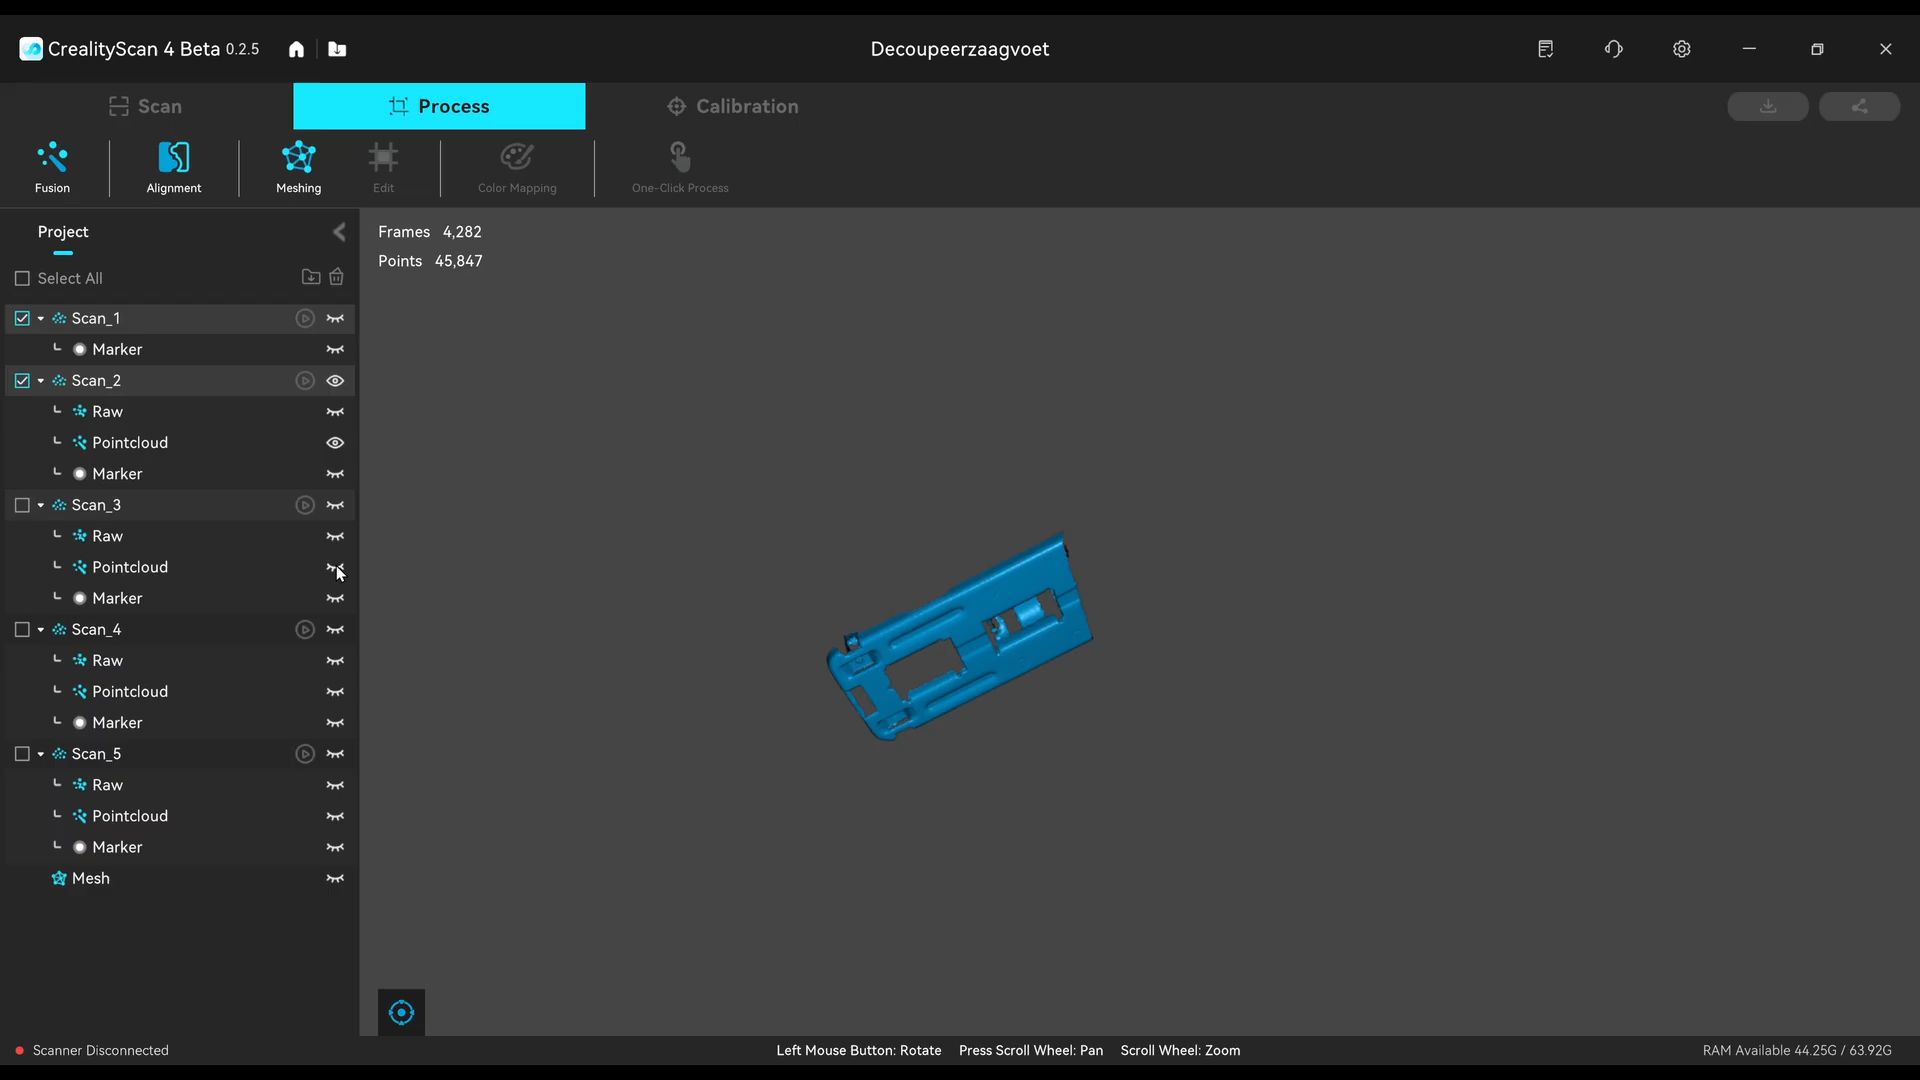 CrealityScan 4 Beta 0.2.5
Decoupeerzaagvoet
Scan
Process
Calibration
Fusion
Alignment
Meshing
Edit
Color Mapping
One-Click Process
Project
Select All
Scan_1
Marker
Scan_2
Raw
Pointcloud
Marker
Scan_3
Raw
Pointcloud
Marker
Scan_4
Raw
Pointcloud
Marker
Scan_5
Raw
Pointcloud
Marker
Mesh
Frames 4,282
Points 45,847
Scanner Disconnected
Left Mouse Button: Rotate Press Scroll Wheel: Pan Scroll Wheel: Zoom
RAM Available 44.25G / 63.92G